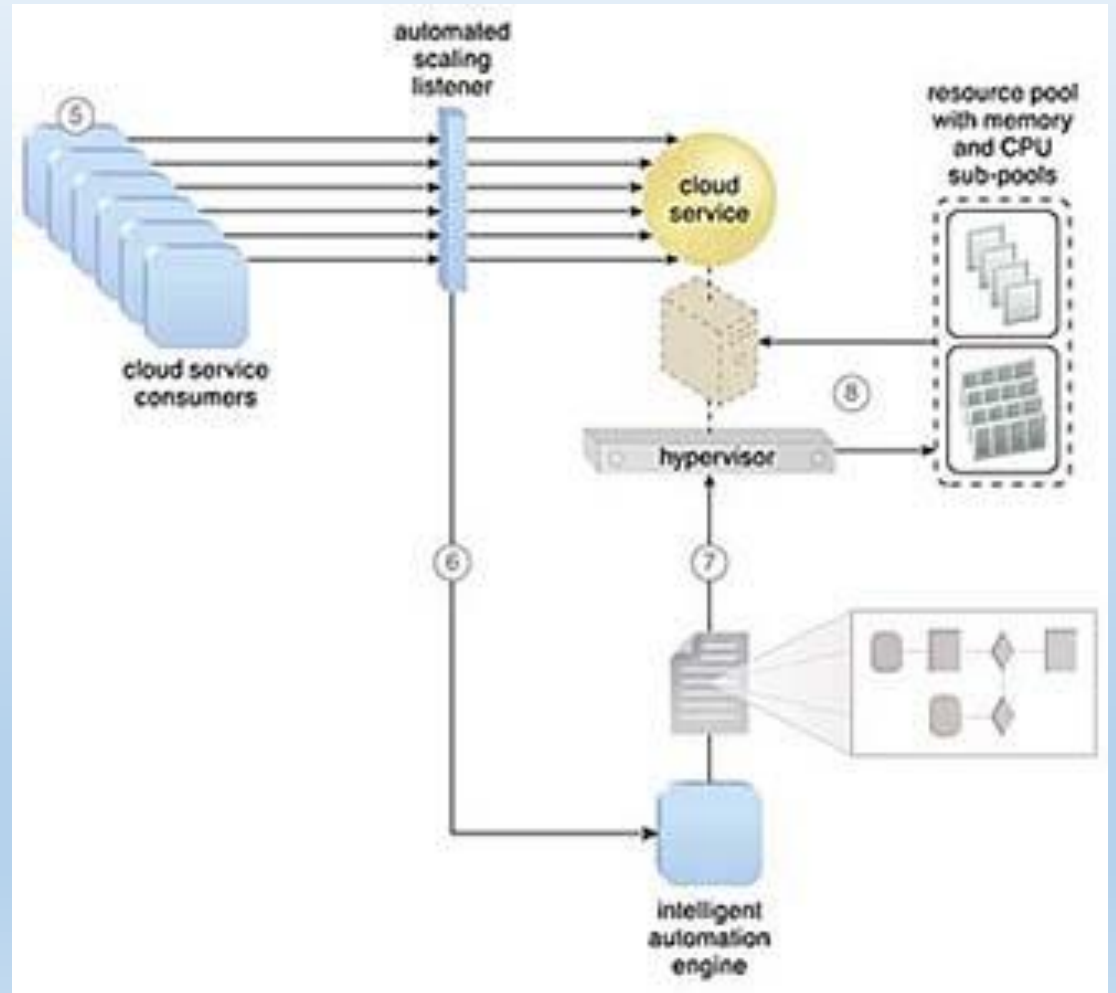 automated
scaling
listener
5
resource pool
with memory
and CPU
sub-pools
cloud
service
cloud service
consumers
8
hypervisor
6
7
intelligent
automation
engine